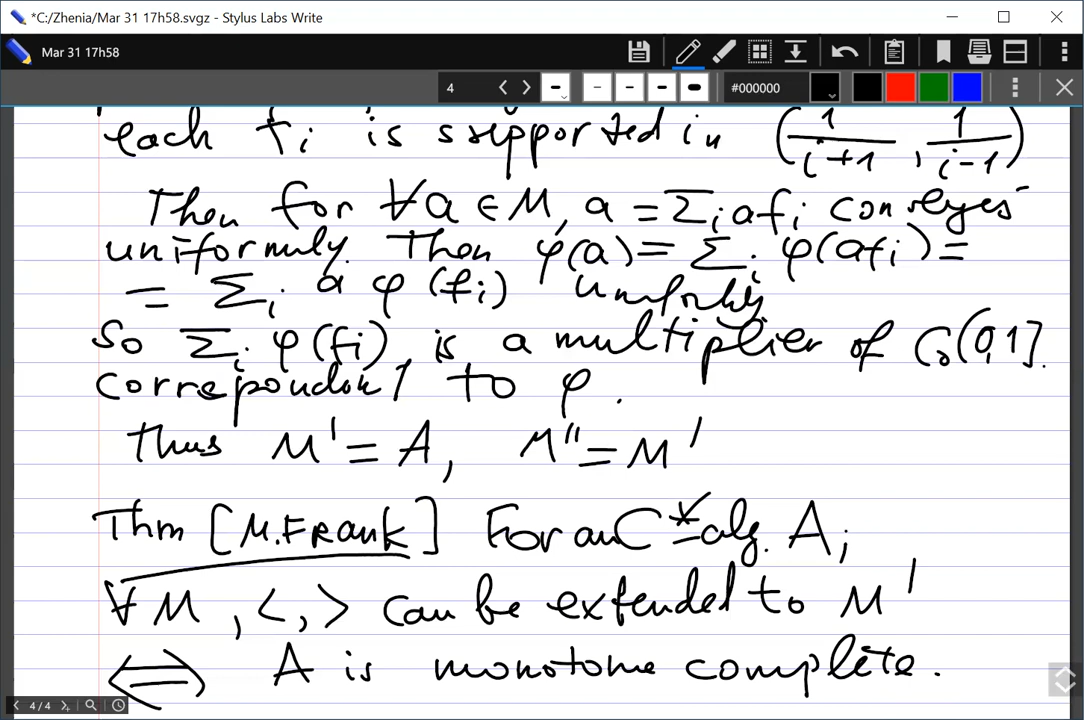 *C:/Zhenia/Mar 31 17h58.svgz - Stylus Labs Write
Mar 31 17h58
4
#000000
each fi is ssupported in (1/i+1, 1/i-1)
Then for ∀a∈M, a = Σi afi converges
uniformly. Then φ(a) = Σi φ(afi) =
= Σi a φ(fi) uniformly
So Σi φ(fi) is a multiplier of C0(0,1].
correspondent to φ.
Thus M' = A, M'' = M'
Thm [M.FRank] For an C*-alg. A;
∀ M, <,> can be extended to M'
⟺ A is monotone complete.
4/4